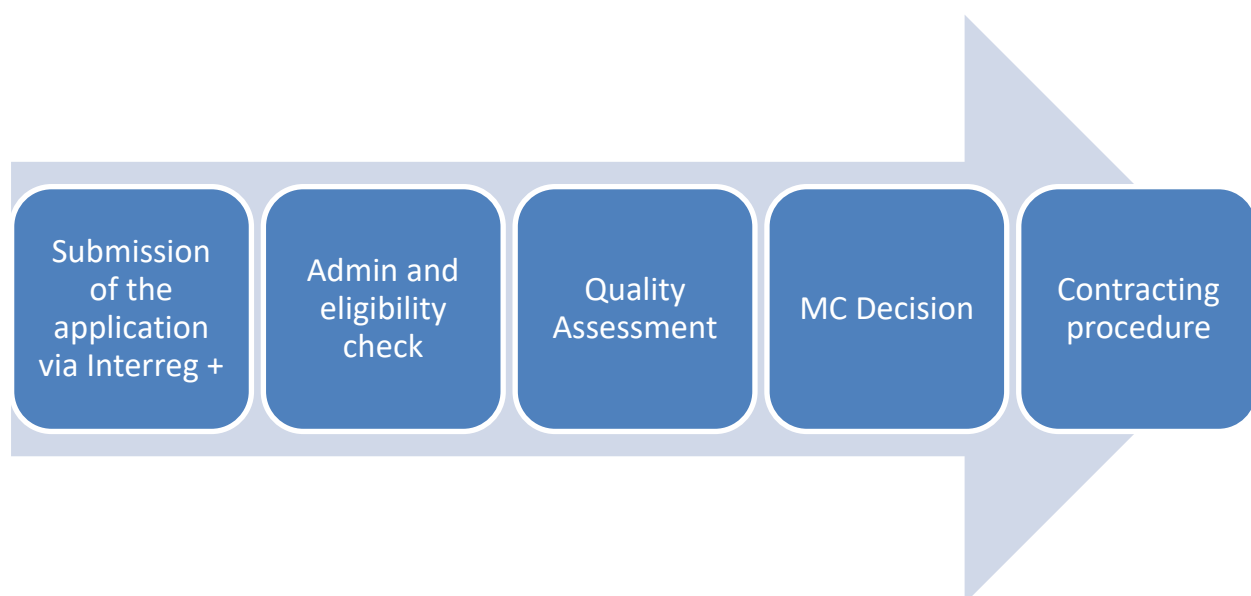 Submission
of the
application
via Interreg +
Admin and
eligibility
check
Quality
Assessment
MC Decision
Contracting
procedure